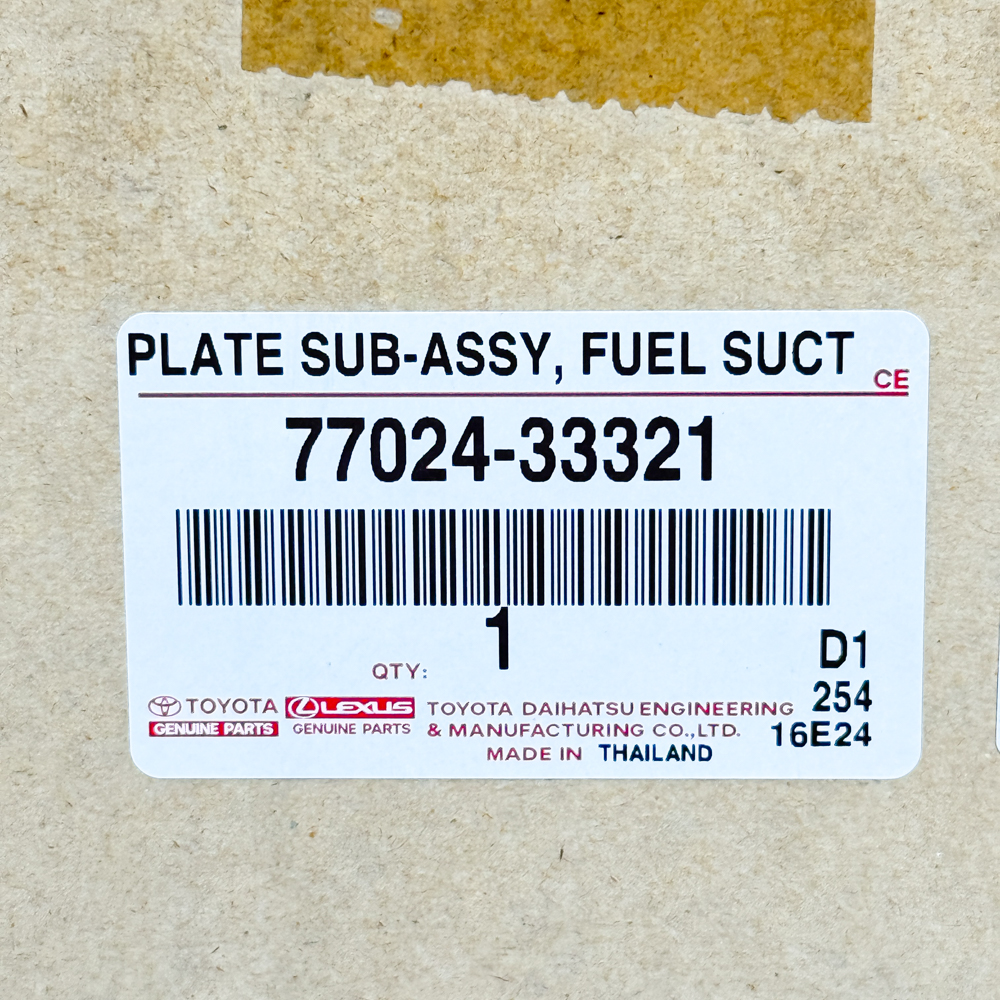 PLATE SUB-ASSY, FUEL SUCT
CE
77024-33321
1
QTY:
D1
254
16E24
TOYOTA
GENUINE PARTS
LEXUS
GENUINE PARTS
TOYOTA DAIHATSU ENGINEERING
& MANUFACTURING CO.,LTD.
MADE IN THAILAND